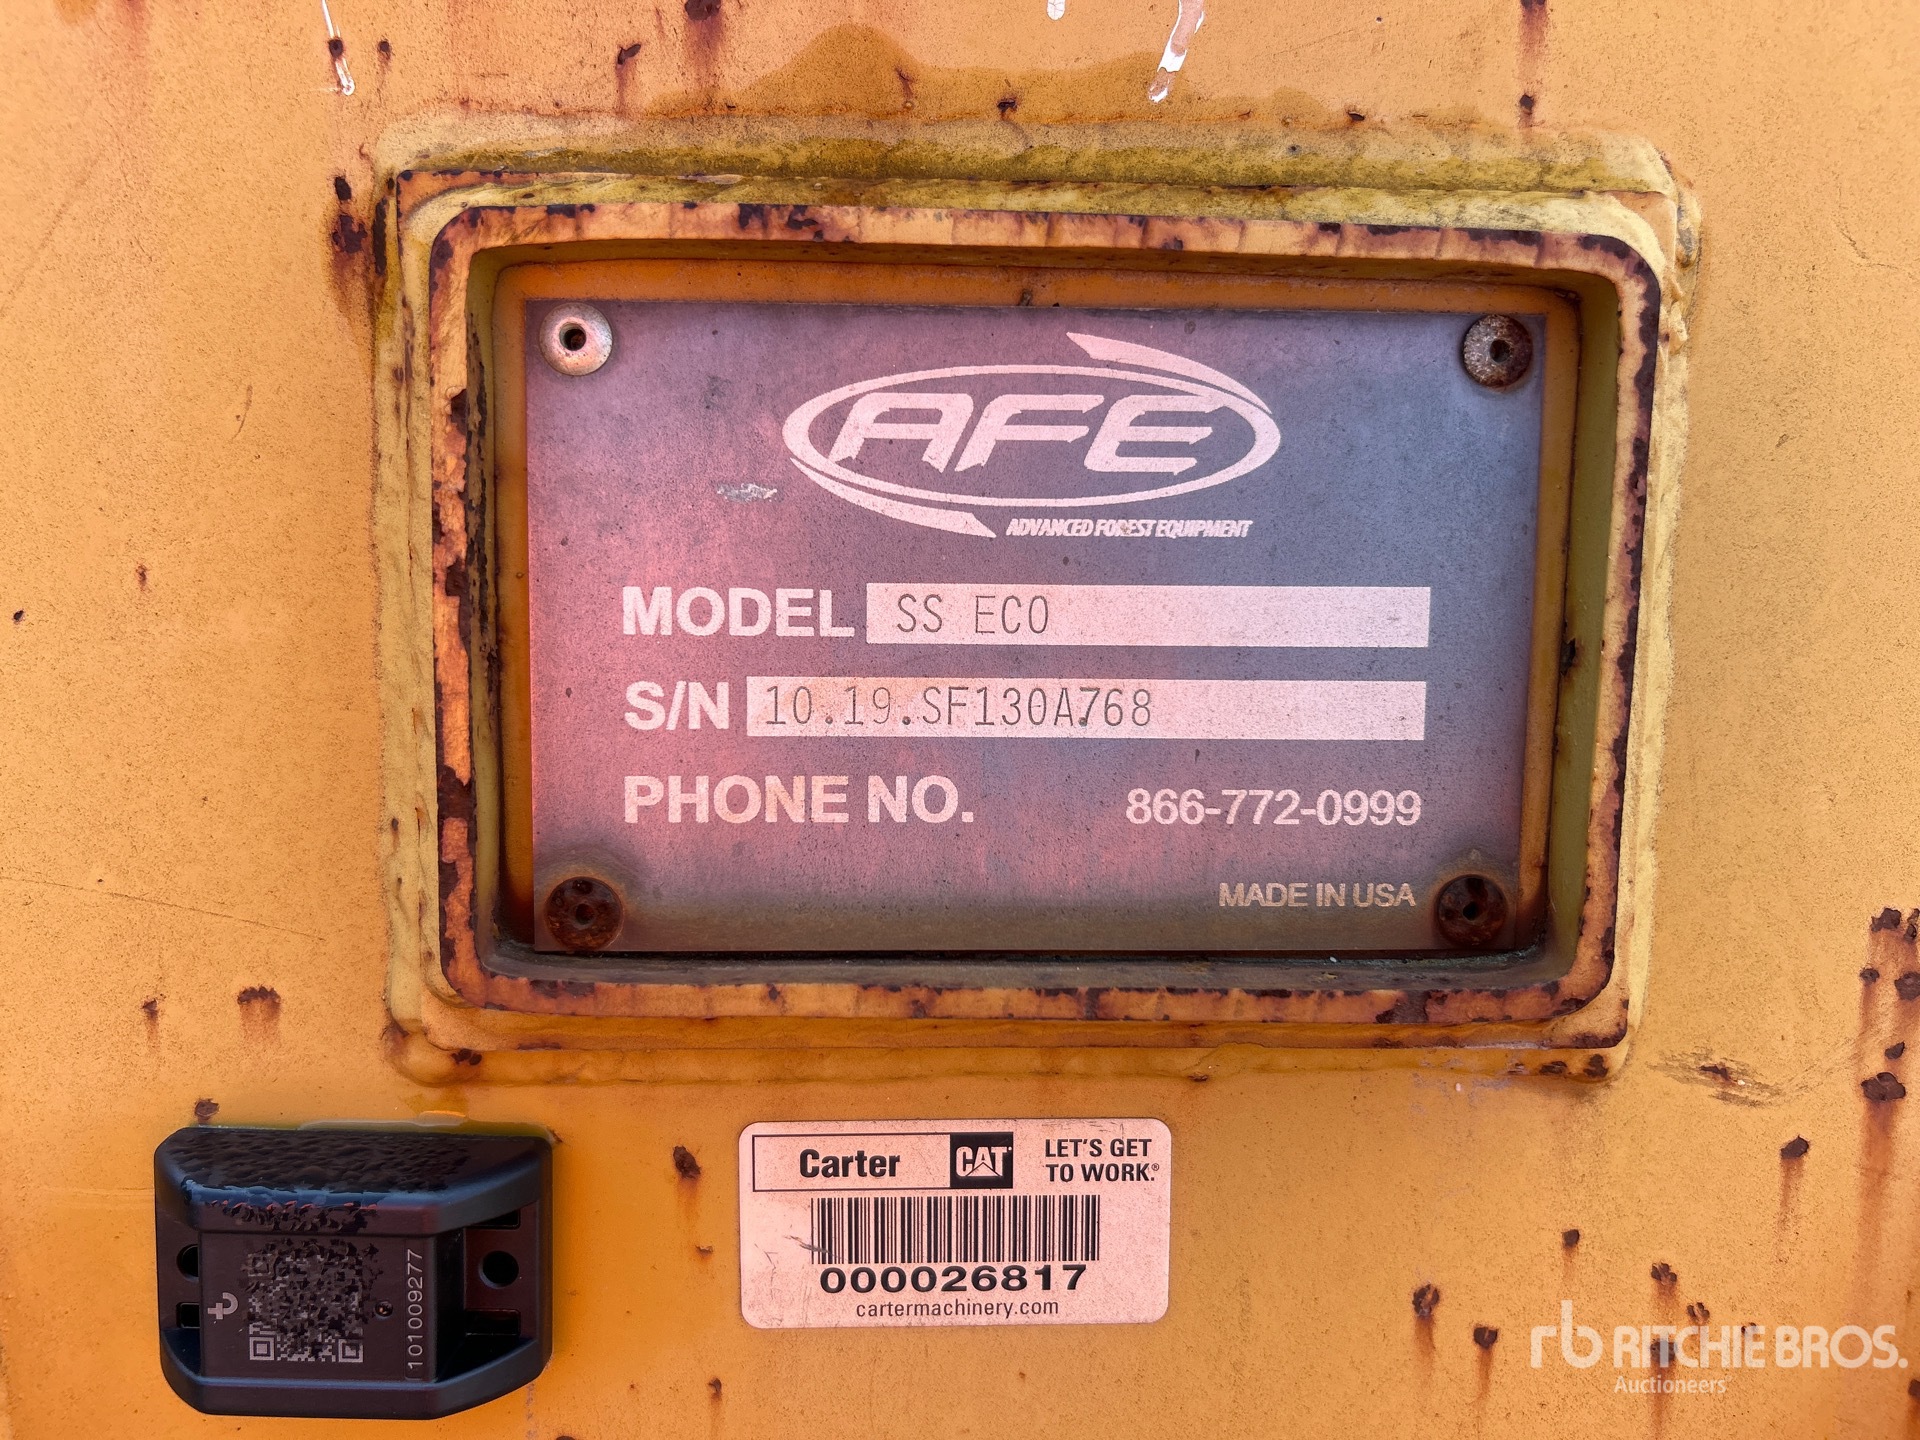 AFE
ADVANCED FOREST EQUIPMENT
MODEL SS ECO
S/N 10.19.SF130A768
PHONE NO. 866-772-0999
MADE IN USA
Carter CAT LET'S GET
TO WORK.®
000026817
cartermachinery.com
101009277
rb RITCHIE BROS.
Auctioneers